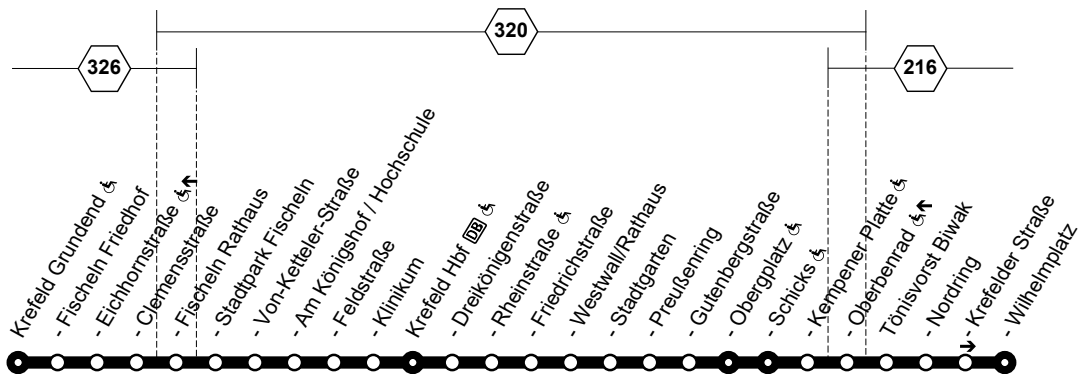 320
326
216
Krefeld Grundend
- Fischeln Friedhof
- Eichhornstraße
- Clemensstraße
- Fischeln Rathaus
- Stadtpark Fischeln
- Von-Ketteler-Straße
- Am Königshof / Hochschule
- Feldstraße
- Klinikum
Krefeld Hbf DB
- Dreikönigenstraße
- Rheinstraße
- Friedrichstraße
- Westwall/Rathaus
- Stadtgarten
- Preußenring
- Gutenbergstraße
- Obergplatz
- Schicks
- Kempener Platte
- Oberbenrad
Tönisvorst Biwak
- Nordring
- Krefelder Straße
- Wilhelmplatz